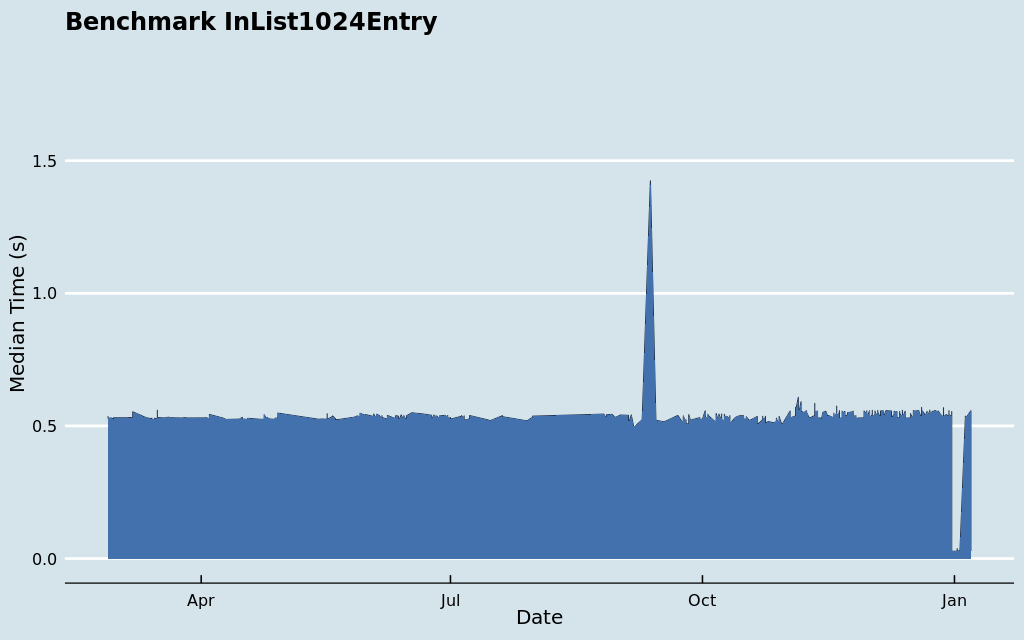 Benchmark InList1024Entry
Median Time (s)
1.5
1.0
0.5
0.0
Apr
Jul
Oct
Jan
Date